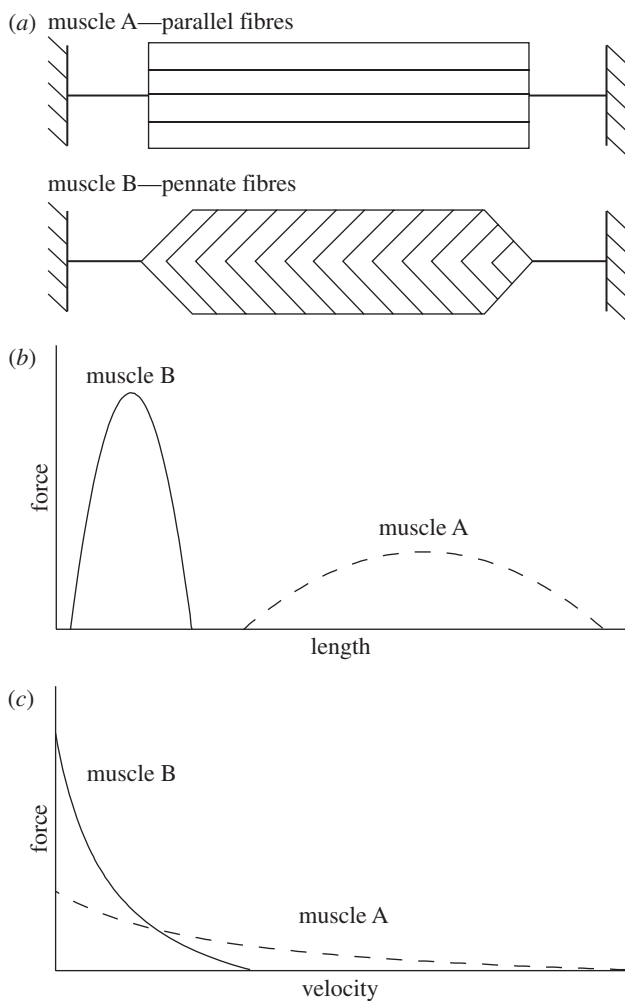 (a) muscle A—parallel fibres
muscle B—pennate fibres
(b)
muscle B
muscle A
force
length
(c)
muscle B
muscle A
force
velocity